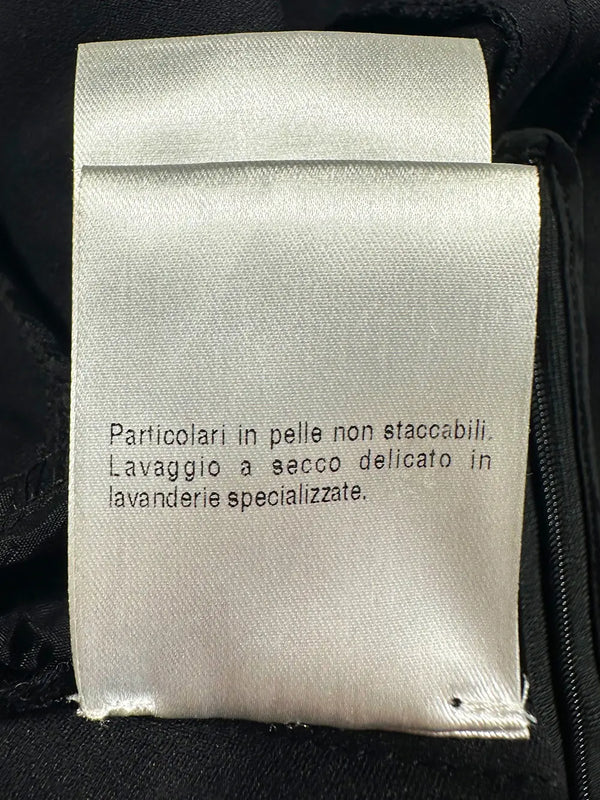 Particolari in pelle non staccabili.
Lavaggio a secco delicato in
lavanderie specializzate.